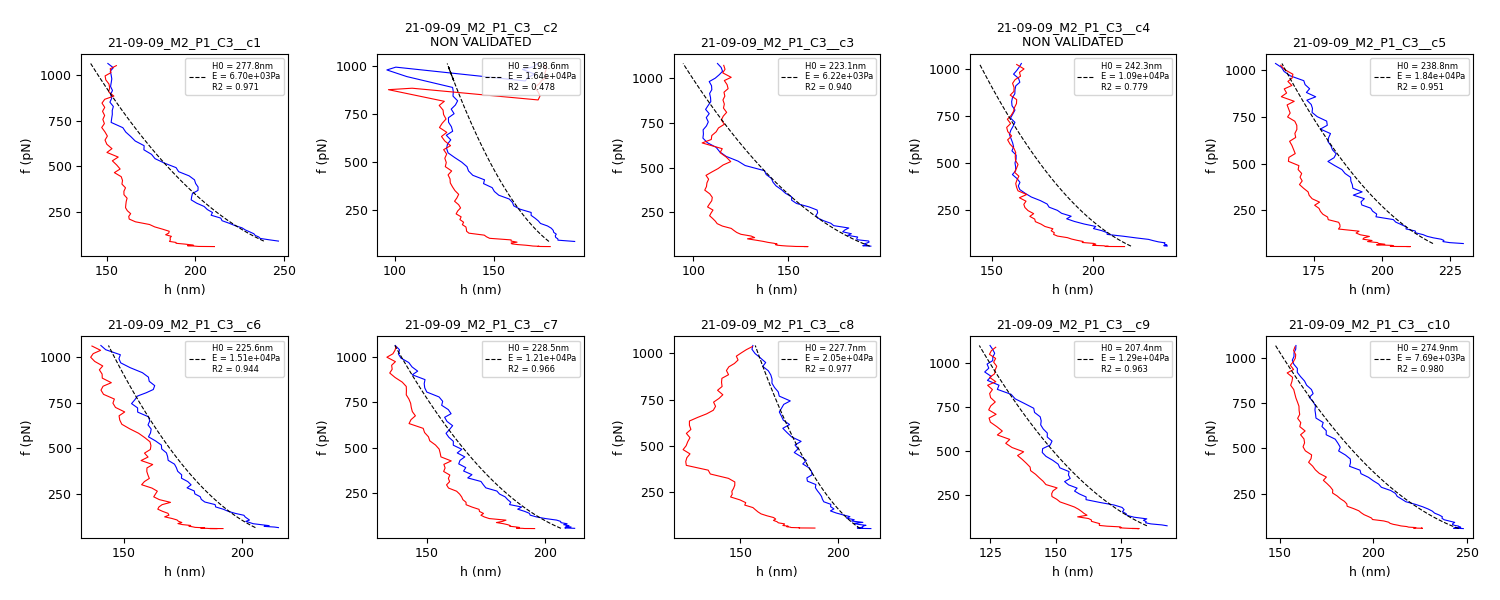 21-09-09_M2_P1_C3__c1
f (pN)
1000
750
500
250
150
200
250
h (nm)
H0 = 277.8nm
E = 6.70e+03Pa
R2 = 0.971
21-09-09_M2_P1_C3__c2
NON VALIDATED
f (pN)
1000
750
500
250
100
150
h (nm)
H0 = 198.6nm
E = 1.64e+04Pa
R2 = 0.478
21-09-09_M2_P1_C3__c3
f (pN)
1000
750
500
250
100
150
h (nm)
H0 = 223.1nm
E = 6.22e+03Pa
R2 = 0.940
21-09-09_M2_P1_C3__c4
NON VALIDATED
f (pN)
1000
750
500
250
150
200
h (nm)
H0 = 242.3nm
E = 1.09e+04Pa
R2 = 0.779
21-09-09_M2_P1_C3__c5
f (pN)
1000
750
500
250
175
200
225
h (nm)
H0 = 238.8nm
E = 1.84e+04Pa
R2 = 0.951
21-09-09_M2_P1_C3__c6
f (pN)
1000
750
500
250
150
200
h (nm)
H0 = 225.6nm
E = 1.51e+04Pa
R2 = 0.944
21-09-09_M2_P1_C3__c7
f (pN)
1000
750
500
250
150
200
h (nm)
H0 = 228.5nm
E = 1.21e+04Pa
R2 = 0.966
21-09-09_M2_P1_C3__c8
f (pN)
1000
750
500
250
150
200
h (nm)
H0 = 227.7nm
E = 2.05e+04Pa
R2 = 0.977
21-09-09_M2_P1_C3__c9
f (pN)
1000
750
500
250
125
150
175
h (nm)
H0 = 207.4nm
E = 1.29e+04Pa
R2 = 0.963
21-09-09_M2_P1_C3__c10
f (pN)
1000
750
500
250
150
200
250
h (nm)
H0 = 274.9nm
E = 7.69e+03Pa
R2 = 0.980